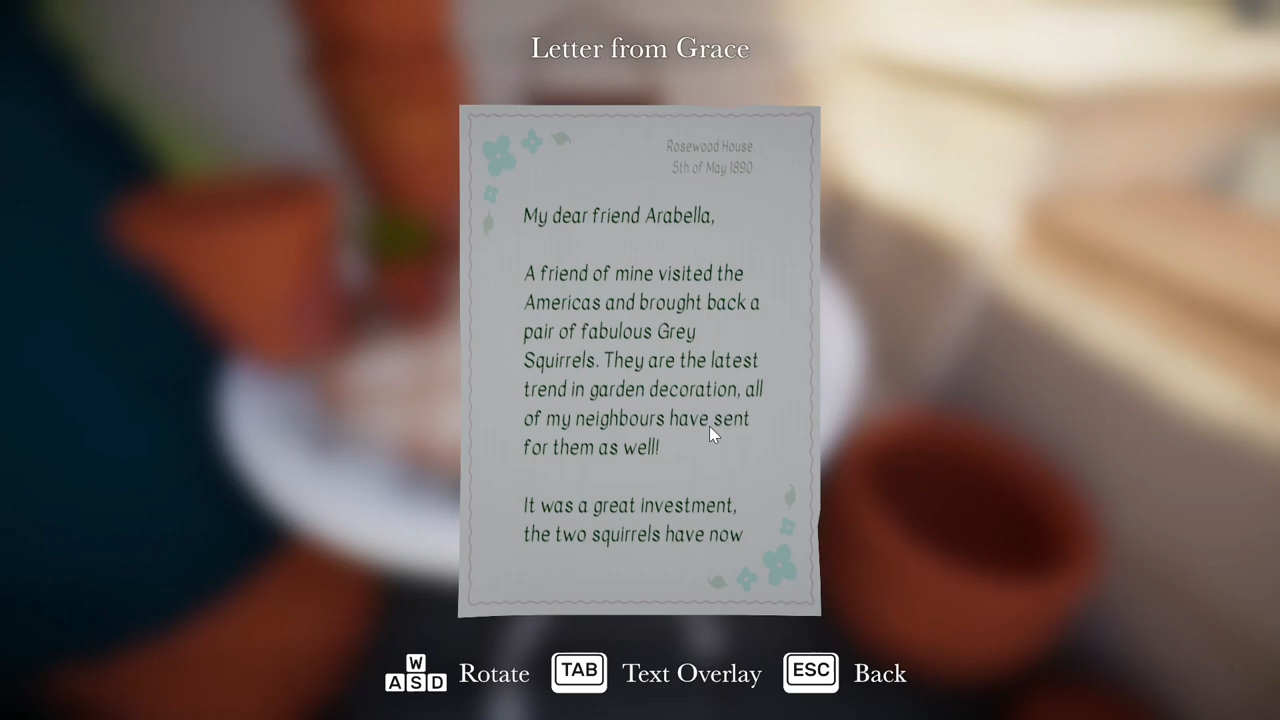 Letter from Grace
Rosewood House
5th of May 1890
My dear friend Arabella,
A friend of mine visited the
Americas and brought back a
pair of fabulous Grey
Squirrels. They are the latest
trend in garden decoration, all
of my neighbours have sent
for them as well!
It was a great investment,
the two squirrels have now
W
A S D Rotate TAB Text Overlay ESC Back